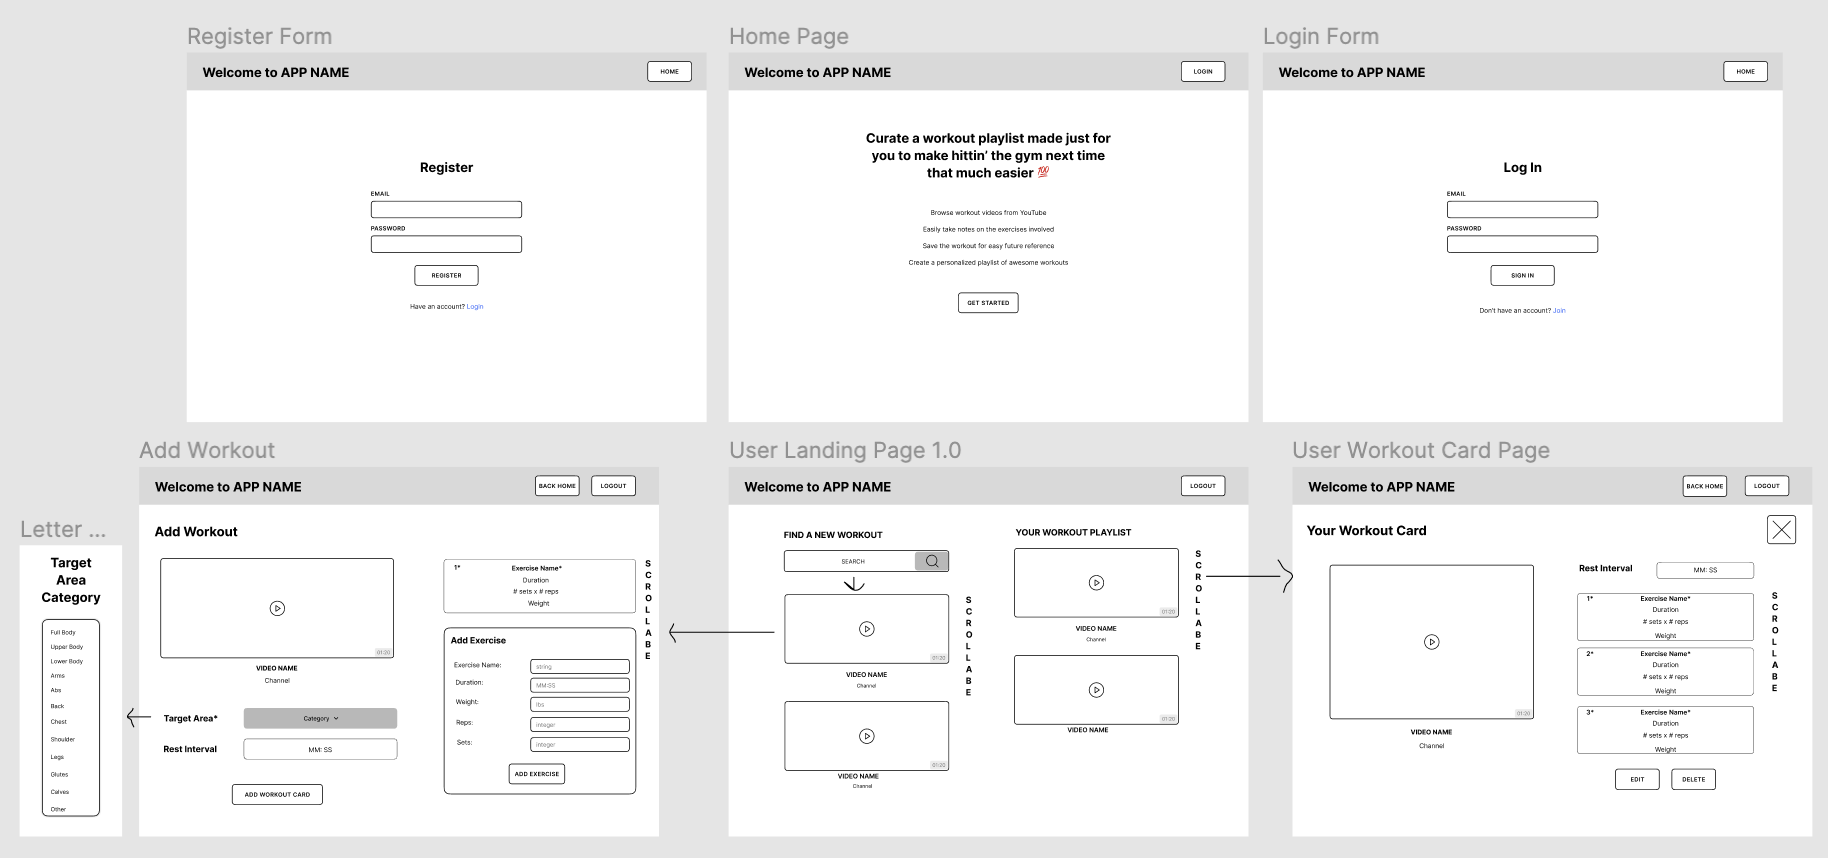 Register Form
Welcome to APP NAME
HOME
Register
EMAIL
PASSWORD
REGISTER
Have an account? Login
Home Page
Welcome to APP NAME
LOGIN
Curate a workout playlist made just for
you to make hittin' the gym next time
that much easier 💯
Browse workout videos from YouTube
Easily take notes on the exercises involved
Save the workout for easy future reference
Create a personalized playlist of awesome workouts
GET STARTED
Login Form
Welcome to APP NAME
HOME
Log In
EMAIL
PASSWORD
SIGN IN
Don't have an account? Join
Letter ...
Target
Area
Category
Full Body
Upper Body
Lower Body
Arms
Abs
Back
Chest
Shoulder
Legs
Glutes
Calves
Other
Add Workout
Welcome to APP NAME
BACK HOME
LOGOUT
Add Workout
01:20
VIDEO NAME
Channel
Target Area*
Category
Rest Interval
MM: SS
ADD WORKOUT CARD
1*
Exercise Name*
Duration
# sets x # reps
Weight
Add Exercise
Exercise Name:
string
Duration:
MM:SS
Weight:
lbs
Reps:
integer
Sets:
integer
ADD EXERCISE
SCROLLABE
User Landing Page 1.0
Welcome to APP NAME
LOGOUT
FIND A NEW WORKOUT
SEARCH
01:20
VIDEO NAME
Channel
01:20
VIDEO NAME
Channel
SCROLLABE
YOUR WORKOUT PLAYLIST
01:20
VIDEO NAME
Channel
01:20
VIDEO NAME
SCROLLABE
User Workout Card Page
Welcome to APP NAME
BACK HOME
LOGOUT
Your Workout Card
01:20
VIDEO NAME
Channel
Rest Interval
MM: SS
1*
Exercise Name*
Duration
# sets x # reps
Weight
2*
Exercise Name*
Duration
# sets x # reps
Weight
3*
Exercise Name*
Duration
# sets x # reps
Weight
EDIT
DELETE
SCROLLABE